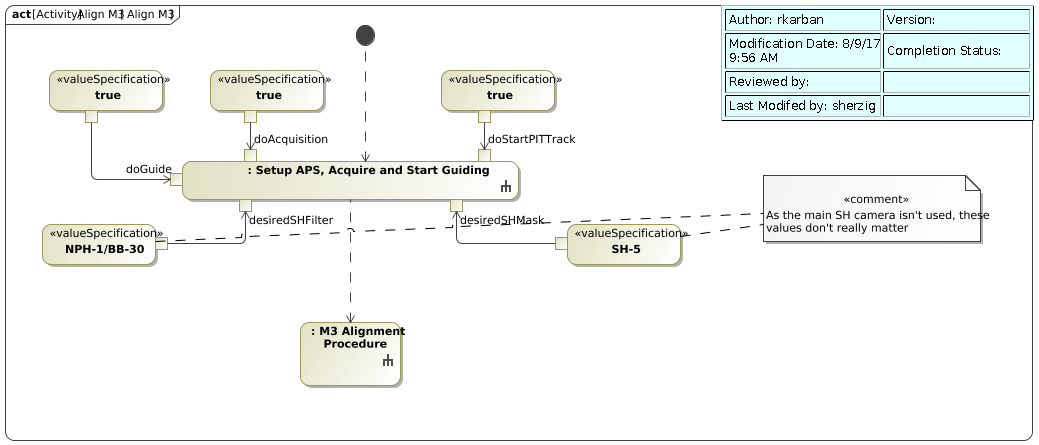 act [Activity] Align M3 [ Align M3 ]
Author: rkarban
Version:
Modification Date: 8/9/17
9:56 AM
Completion Status:
Reviewed by:
Last Modifed by: sherzig
«valueSpecification»
true
«valueSpecification»
true
«valueSpecification»
true
doAcquisition
doStartPITTrack
doGuide
: Setup APS, Acquire and Start Guiding
desiredSHFilter
desiredSHMask
«valueSpecification»
NPH-1/BB-30
«valueSpecification»
SH-5
«comment»
As the main SH camera isn't used, these
values don't really matter
: M3 Alignment
Procedure